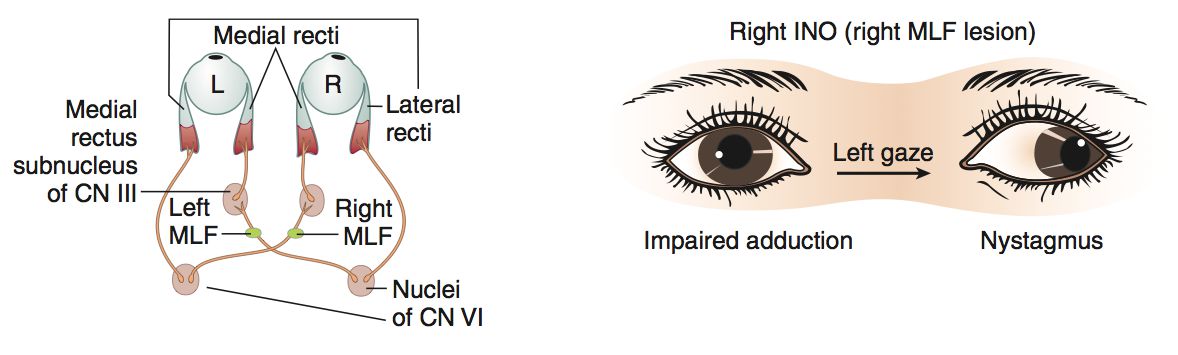 Medial recti
L
R
Medial
rectus
subnucleus
of CN III
Lateral
recti
Left
MLF
Right
MLF
Nuclei
of CN VI
Right INO (right MLF lesion)
Left gaze
Impaired adduction
Nystagmus